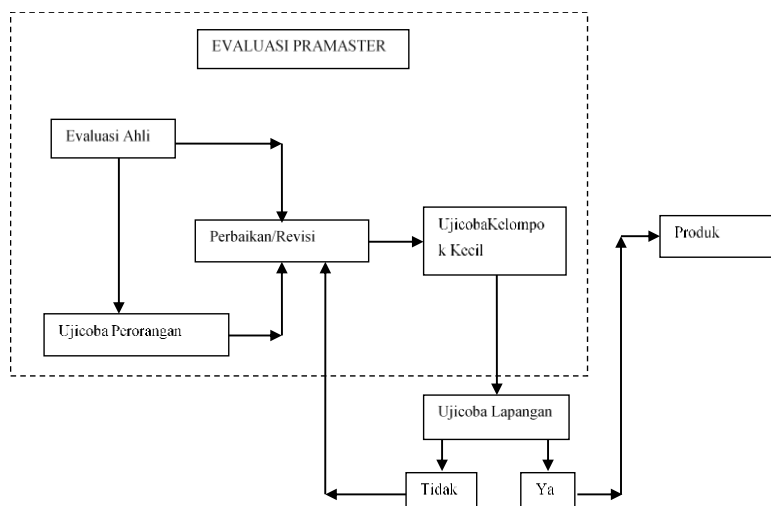 EVALUASI PRAMASTER
Evaluasi Ahli
Perbaikan/Revisi
UjicobaKelompo
k Kecil
Produk
Ujicoba Perorangan
Ujicoba Lapangan
Tidak
Ya